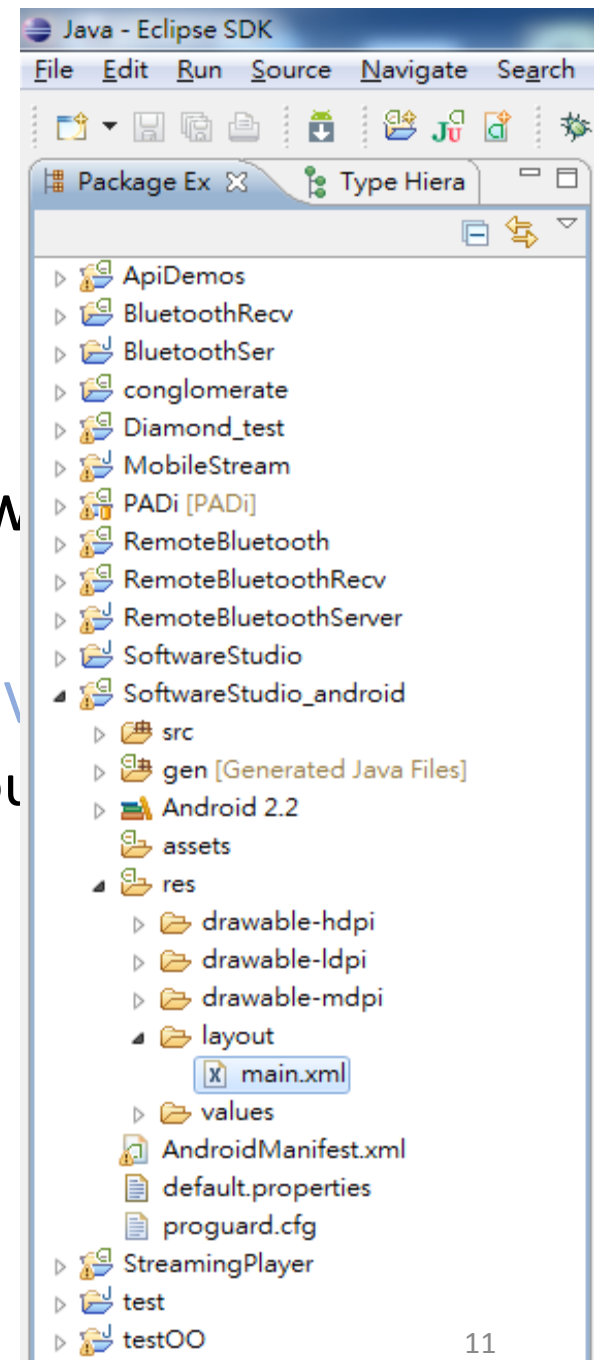 Java - Eclipse SDK
File Edit Run Source Navigate Search
Package Ex Type Hiera
ApiDemos
BluetoothRecv
BluetoothSer
conglomerate
Diamond_test
MobileStream
PADi [PADi]
RemoteBluetooth
RemoteBluetoothRecv
RemoteBluetoothServer
SoftwareStudio
SoftwareStudio_android
src
gen [Generated Java Files]
Android 2.2
assets
res
drawable-hdpi
drawable-ldpi
drawable-mdpi
layout
main.xml
values
AndroidManifest.xml
default.properties
proguard.cfg
StreamingPlayer
test
testOO
11